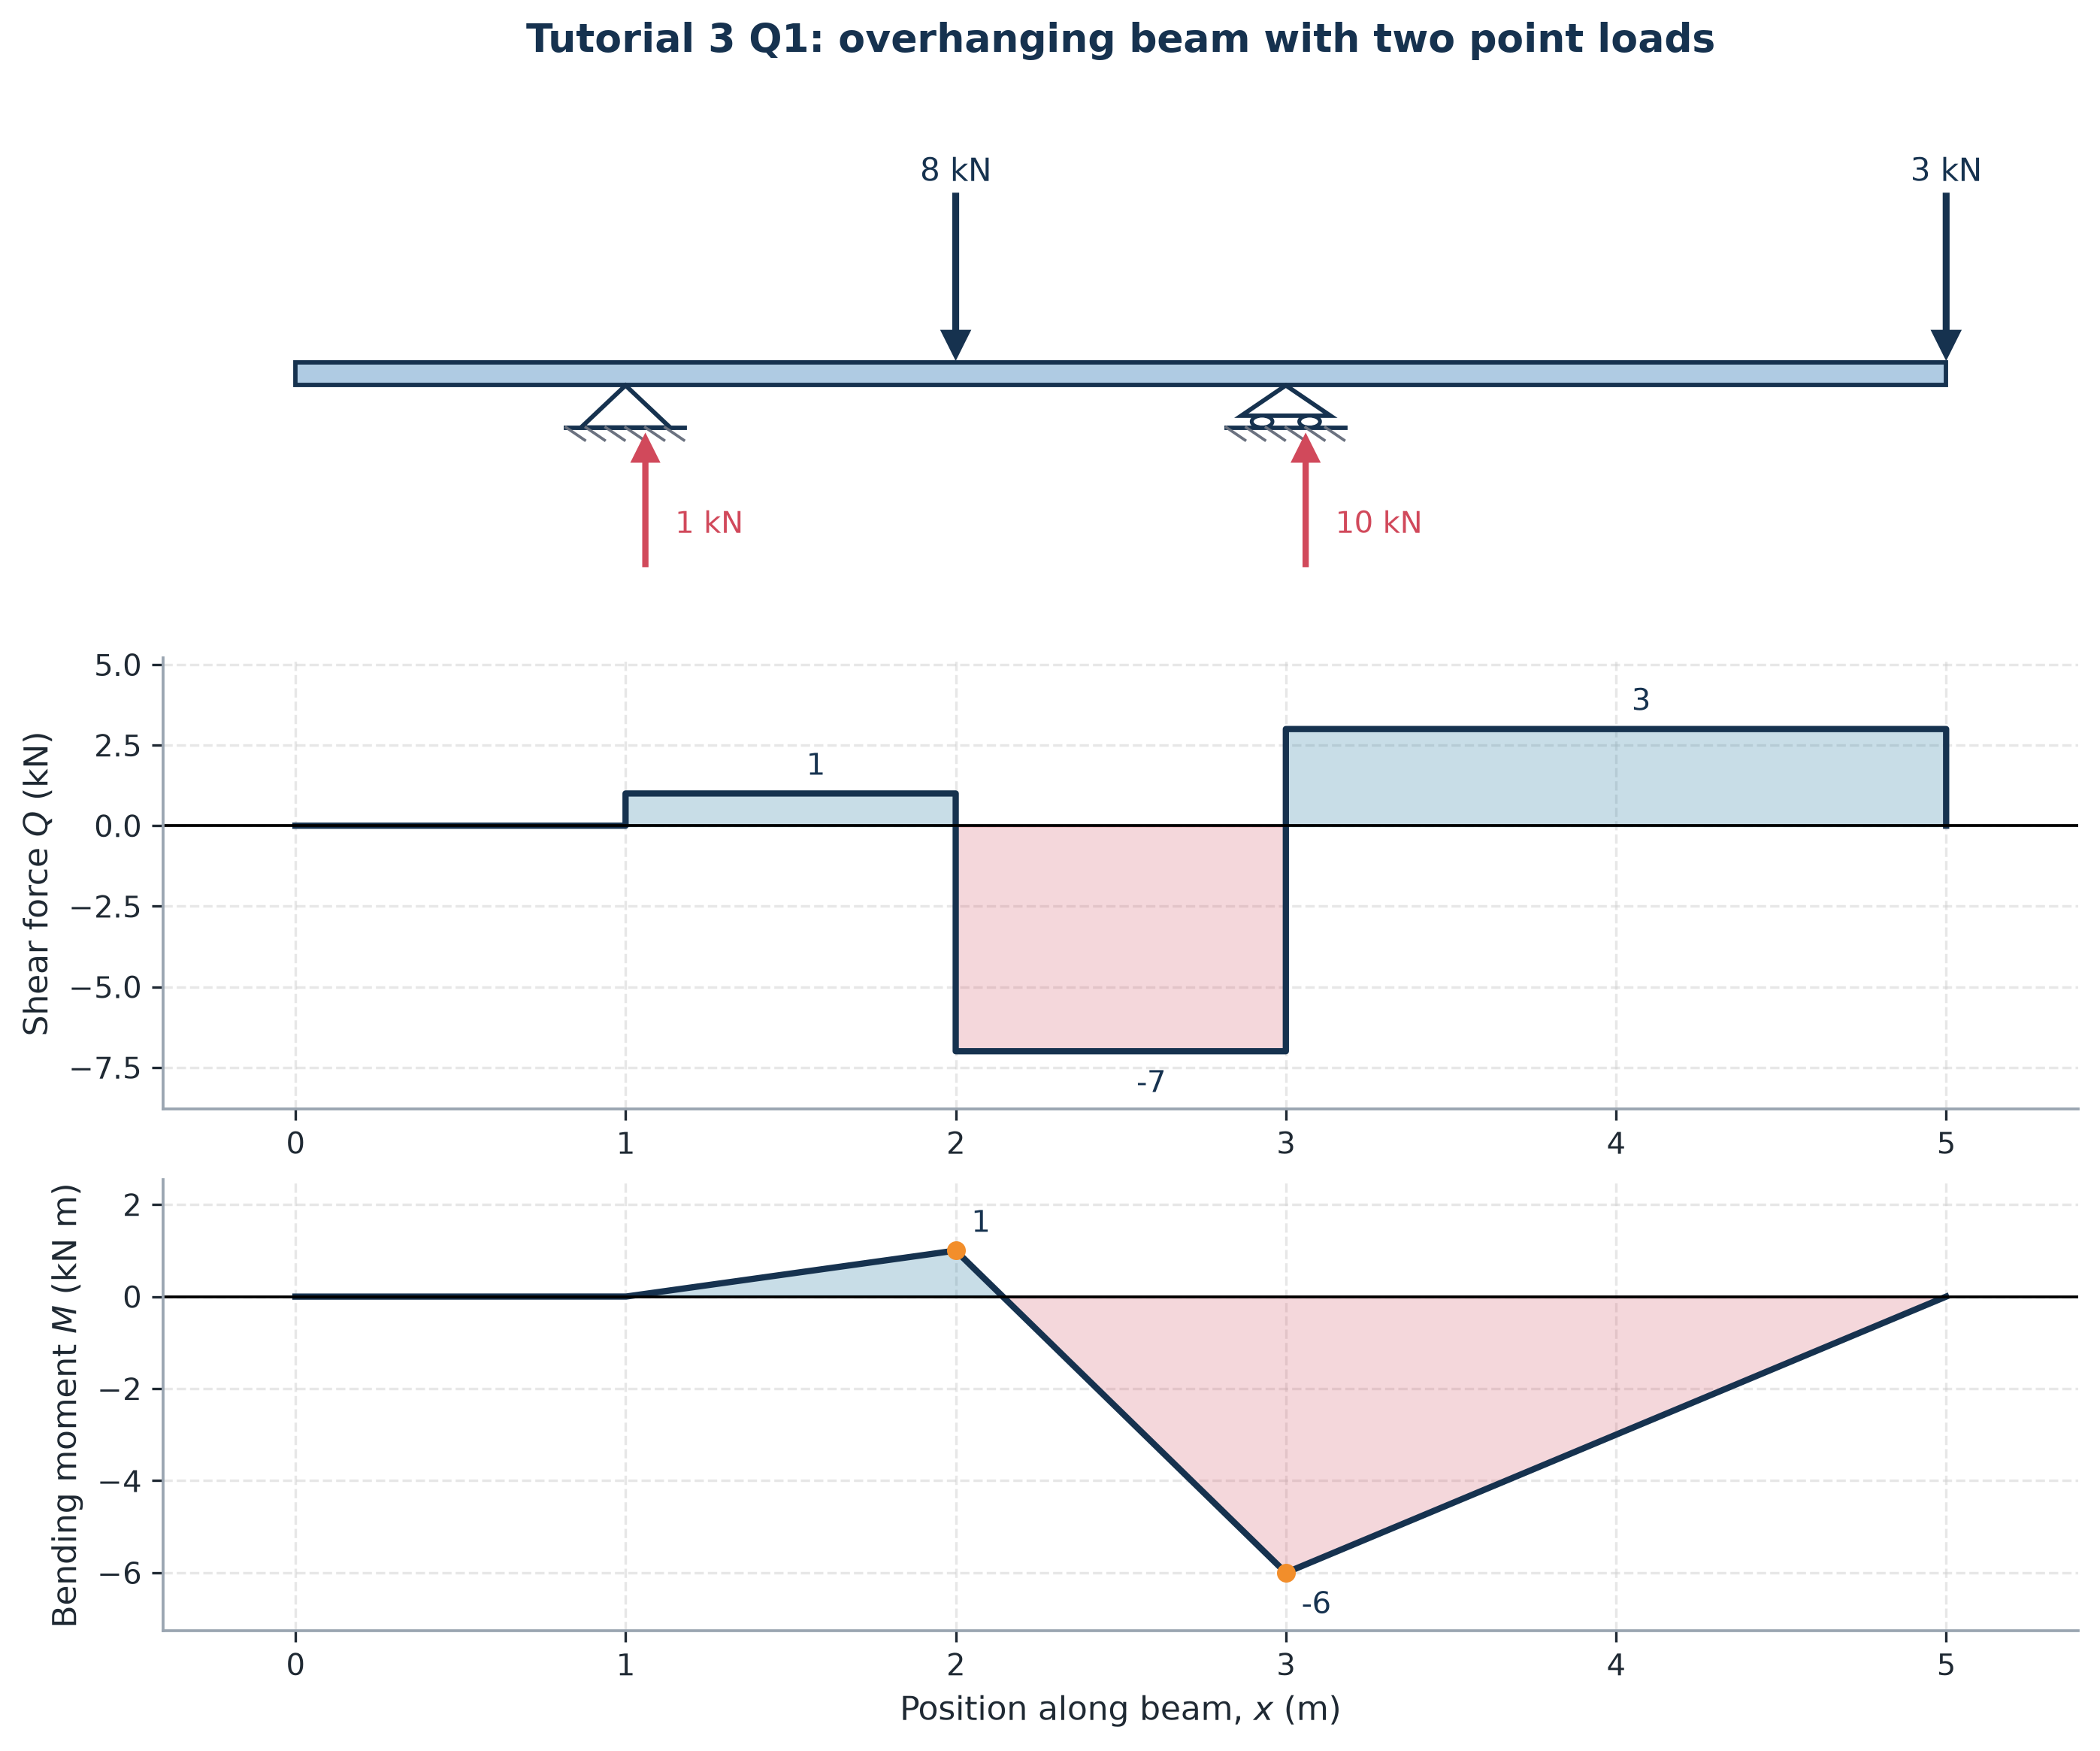 Tutorial 3 Q1: overhanging beam with two point loads
8 kN
3 kN
1 kN
10 kN
Shear force Q (kN)
5.0
2.5
0.0
−2.5
−5.0
−7.5
1
-7
3
0 1 2 3 4 5
Bending moment M (kN m)
2
0
−2
−4
−6
1
-6
0 1 2 3 4 5
Position along beam, x (m)